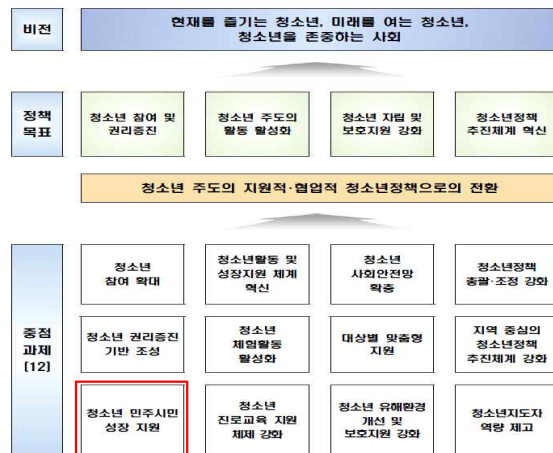 비전
현재를 즐기는 청소년, 미래를 여는 청소년,
청소년을 존중하는 사회
정책
목표
청소년 참여 및
권리증진
청소년 주도의
활동 활성화
청소년 자립 및
보호지원 강화
청소년정책
추진체계 혁신
청소년 주도의 지원적·협업적 청소년정책으로의 전환
중점
과제
(12)
청소년
참여 확대
청소년활동 및
성장지원 체계
혁신
청소년
사회안전망
확충
청소년정책
총괄·조정 강화
청소년 권리증진
기반 조성
청소년
체험활동
활성화
대상별 맞춤형
지원
지역 중심의
청소년정책
추진체계 강화
청소년 민주시민
성장 지원
청소년
진로교육 지원
체제 강화
청소년 유해환경
개선 및
보호지원 강화
청소년지도자
역량 제고